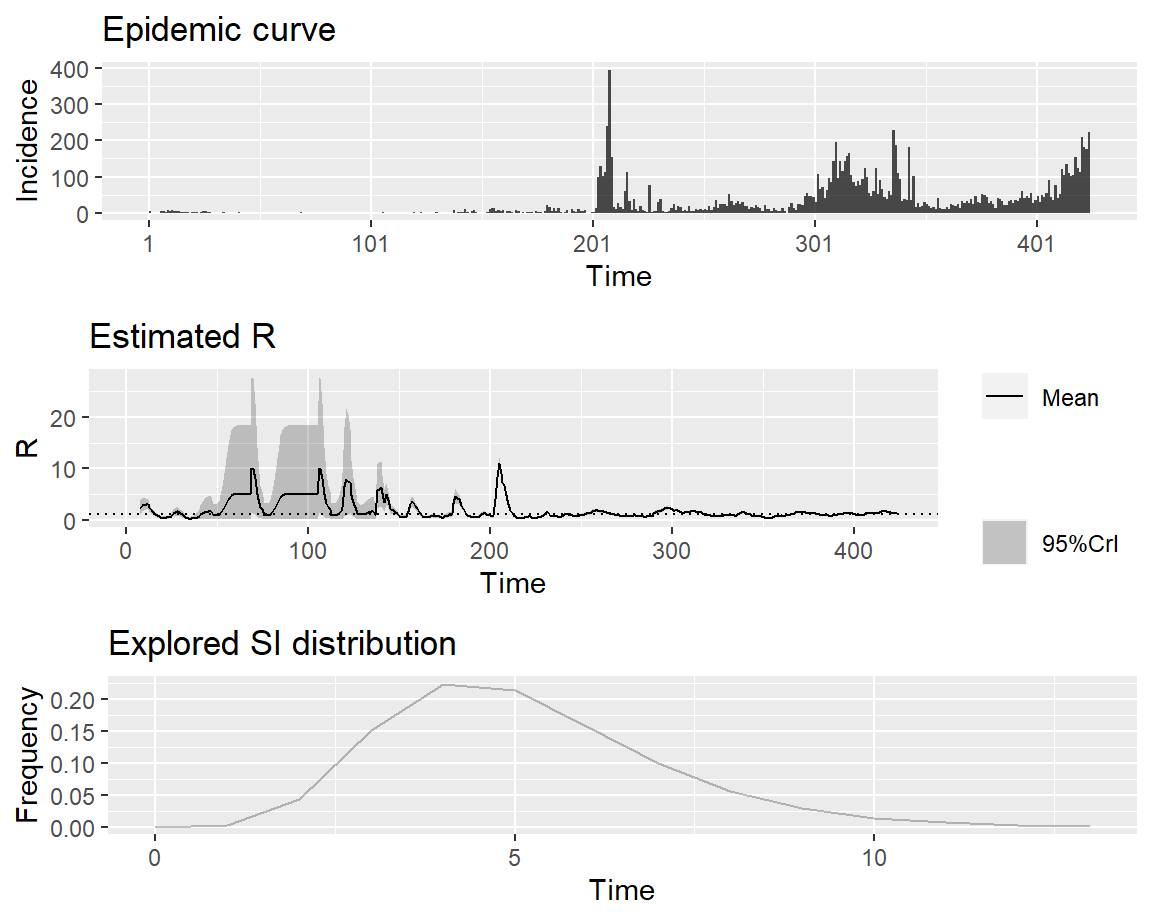 Epidemic curve
Incidence
400
300
200
100
0
1 101 201 301 401
Time
Estimated R
R
20
10
0
0 100 200 300 400
Time
Mean
95%CrI
Explored SI distribution
Frequency
0.20
0.15
0.10
0.05
0.00
0 5 10
Time